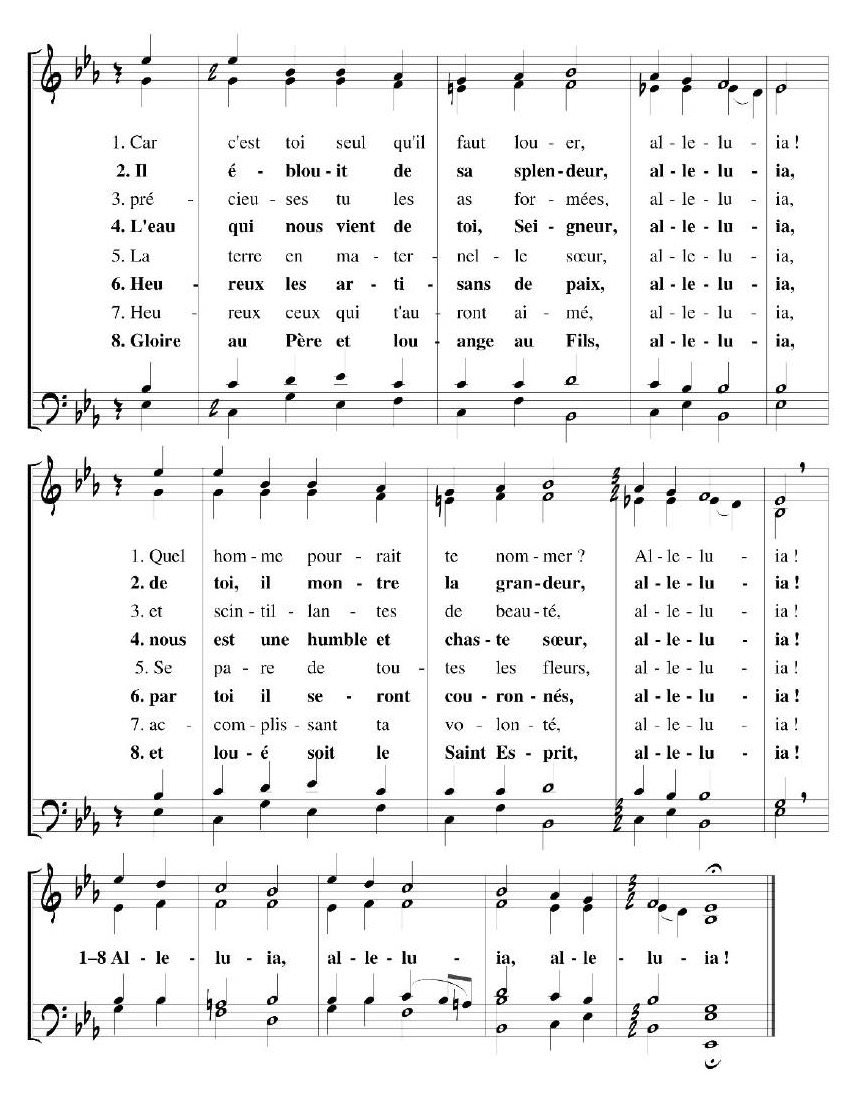 1. Car c'est toi seul qu'il faut lou - er, al - le - lu - ia !
2. Il é - blou - it de sa splen - deur, al - le - lu - ia,
3. pré - cieu - ses tu les as for - mées, al - le - lu - ia,
4. L'eau qui nous vient de toi, Sei - gneur, al - le - lu - ia,
5. La terre en ma - ter - nel - le sœur, al - le - lu - ia,
6. Heu - reux les ar - ti - sans de paix, al - le - lu - ia,
7. Heu - reux ceux qui t'au - ront ai - mé, al - le - lu - ia,
8. Gloire au Père et lou - ange au Fils, al - le - lu - ia,
1. Quel hom - me pour - rait te nom - mer ? Al - le - lu - ia !
2. de toi, il mon - tre la gran - deur, al - le - lu - ia !
3. et scin - til - lan - tes de beau - té, al - le - lu - ia !
4. nous est une humble et chas - te sœur, al - le - lu - ia !
5. Se pa - re de tou - tes les fleurs, al - le - lu - ia !
6. par toi il se - ront cou - ron - nés, al - le - lu - ia !
7. ac - com - plis - sant ta vo - lon - té, al - le - lu - ia !
8. et lou - é soit le Saint Es - prit, al - le - lu - ia !
1–8 Al - le - lu - ia, al - le - lu - ia, al - le - lu - ia !